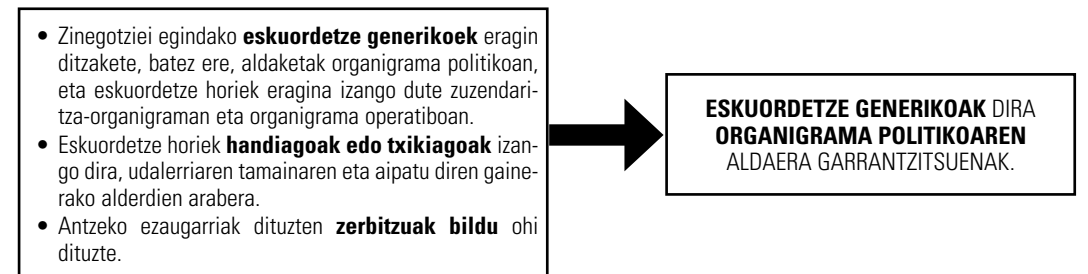 • Zinegotziei egindako eskuordetze generikoek eragin
ditzakete, batez ere, aldaketak organigrama politikoan,
eta eskuordetze horiek eragina izango dute zuzendari-
tza-organigraman eta organigrama operatiboan.
• Eskuordetze horiek handiagoak edo txikiagoak izan-
go dira, udalerriaren tamainaren eta aipatu diren gaine-
rako alderdien arabera.
• Antzeko ezaugarriak dituzten zerbitzuak bildu ohi
dituzte.
ESKUORDETZE GENERIKOAK DIRA
ORGANIGRAMA POLITIKOAREN
ALDAERA GARRANTZITSUENAK.